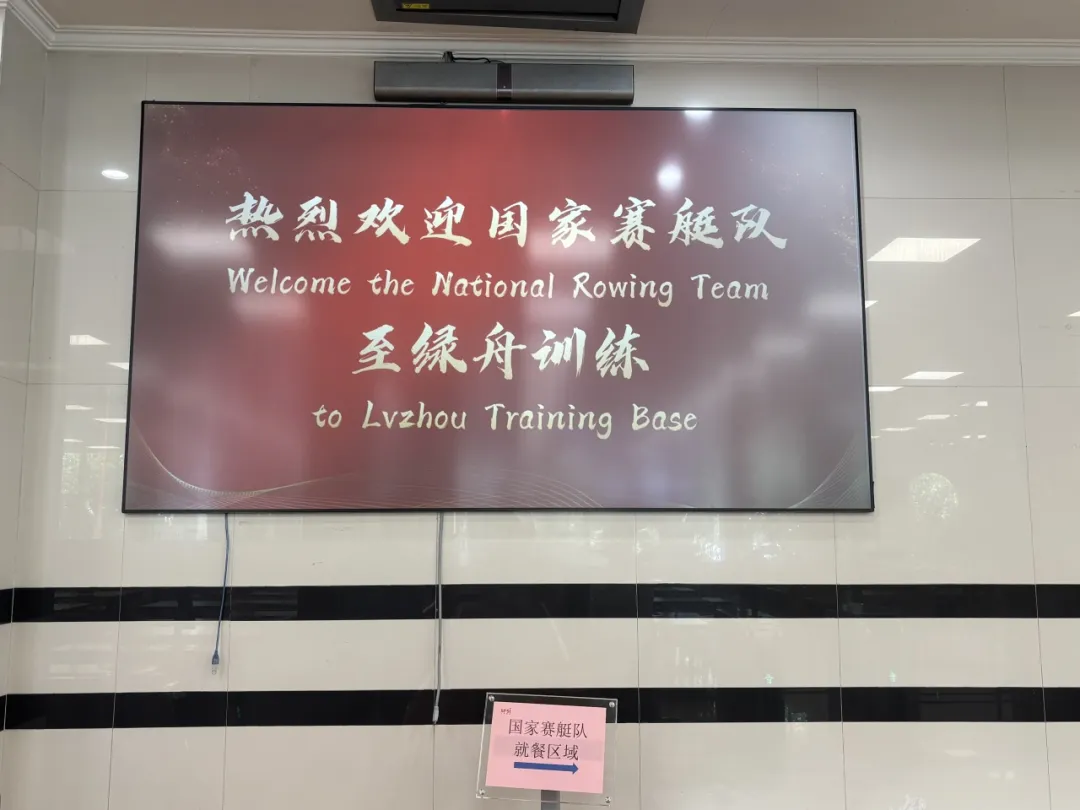 热烈欢迎国家赛艇队
Welcome the National Rowing Team
至绿舟训练
to Lvzhou Training Base
国家赛艇队
就餐区域